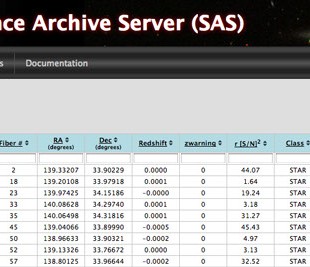 nce Archive Server (SAS)
s Documentation
Fiber # RA (degrees) Dec (degrees) Redshift zwarning r [S/N]² Class
2 139.33207 33.90229 0.0000 0 44.07 STAR
18 139.20108 33.97918 0.0001 0 1.64 STAR
23 139.97425 34.15186 -0.0000 0 19.24 STAR
33 140.08628 34.29740 0.0001 0 3.18 STAR
35 140.06498 34.31816 0.0001 0 31.27 STAR
45 139.04066 33.89990 -0.0005 0 45.43 STAR
50 138.96633 33.90321 -0.0002 0 4.97 STAR
52 139.13326 33.76672 0.0000 0 3.13 STAR
57 138.80125 33.96644 -0.0002 0 32.52 STAR